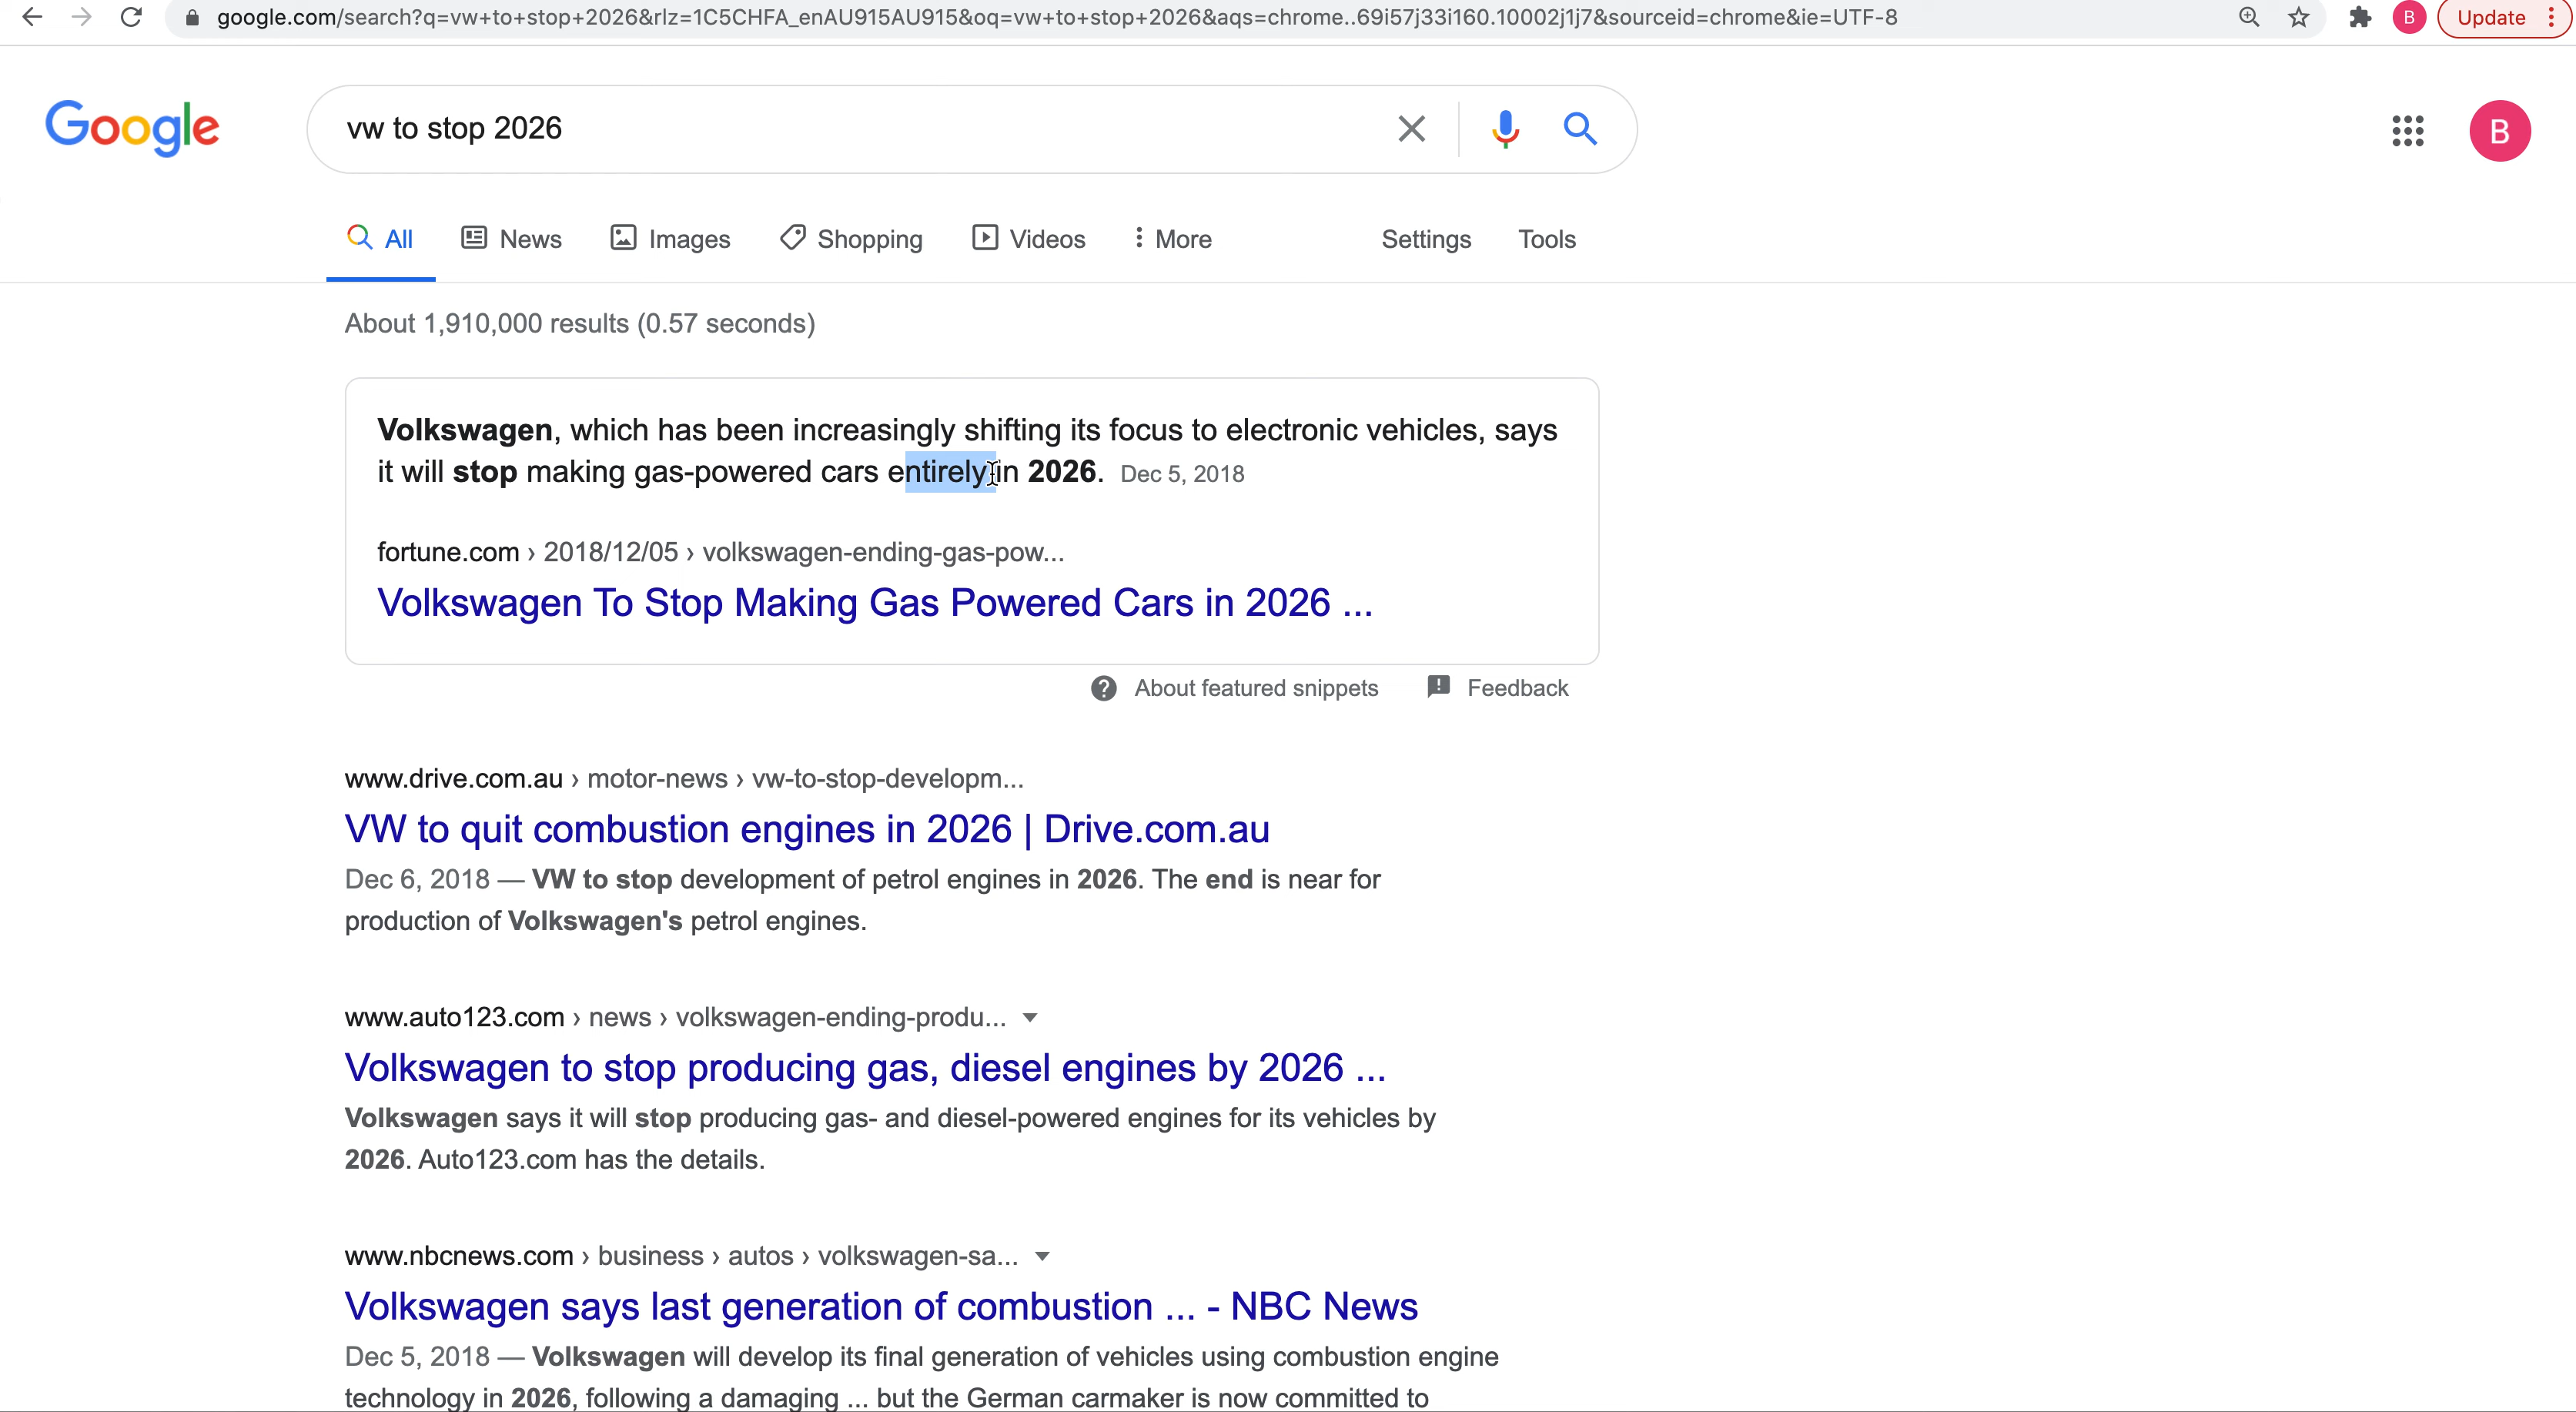 google.com/search?q=vw+to+stop+2026&rlz=1C5CHFA_enAU915AU915&oq=vw+to+stop+2026&aqs=chrome..69i57j33i160.10002j1j7&sourceid=chrome&ie=UTF-8 B Update
Google vw to stop 2026 B
All News Images Shopping Videos More Settings Tools
About 1,910,000 results (0.57 seconds)
Volkswagen, which has been increasingly shifting its focus to electronic vehicles, says
it will stop making gas-powered cars entirely in 2026. Dec 5, 2018
fortune.com › 2018/12/05 › volkswagen-ending-gas-pow...
Volkswagen To Stop Making Gas Powered Cars in 2026 ...
About featured snippets Feedback
www.drive.com.au › motor-news › vw-to-stop-developm...
VW to quit combustion engines in 2026 | Drive.com.au
Dec 6, 2018 — VW to stop development of petrol engines in 2026. The end is near for
production of Volkswagen's petrol engines.
www.auto123.com › news › volkswagen-ending-produ...
Volkswagen to stop producing gas, diesel engines by 2026 ...
Volkswagen says it will stop producing gas- and diesel-powered engines for its vehicles by
2026. Auto123.com has the details.
www.nbcnews.com › business › autos › volkswagen-sa...
Volkswagen says last generation of combustion ... - NBC News
Dec 5, 2018 — Volkswagen will develop its final generation of vehicles using combustion engine
technology in 2026, following a damaging ... but the German carmaker is now committed to